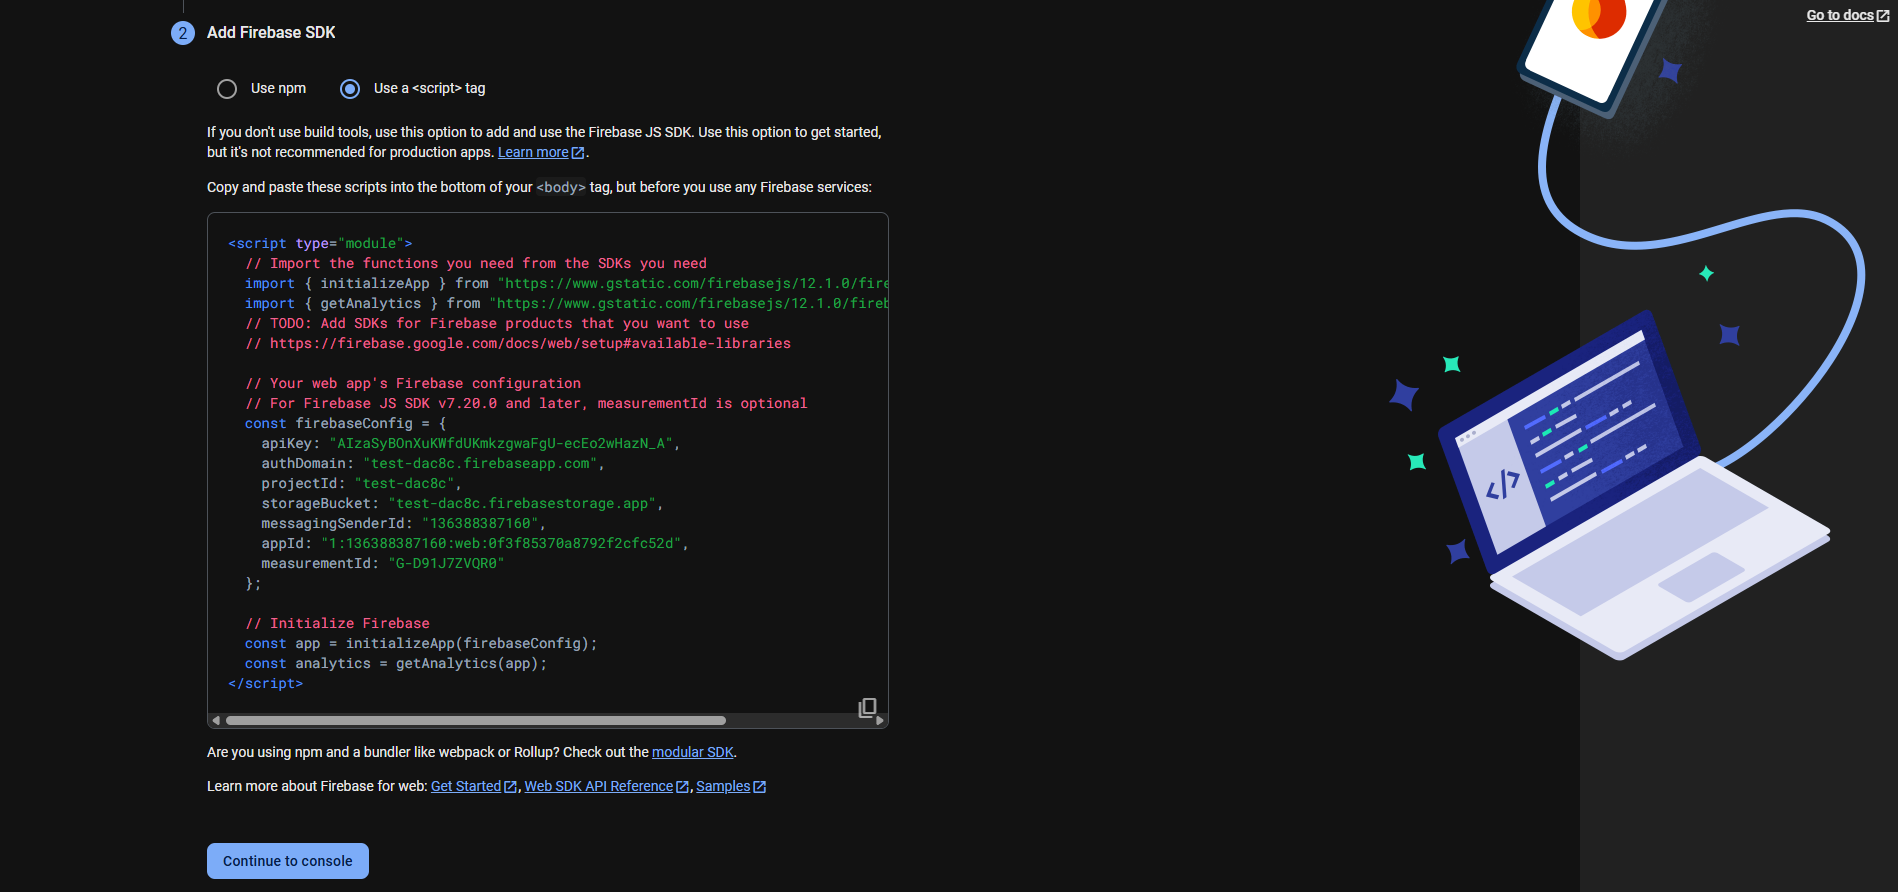 Go to docs
2 Add Firebase SDK
Use npm Use a <script> tag
If you don't use build tools, use this option to add and use the Firebase JS SDK. Use this option to get started,
but it's not recommended for production apps. Learn more.
Copy and paste these scripts into the bottom of your <body> tag, but before you use any Firebase services:
<script type="module">
// Import the functions you need from the SDKs you need
import { initializeApp } from "https://www.gstatic.com/firebasejs/12.1.0/fire
import { getAnalytics } from "https://www.gstatic.com/firebasejs/12.1.0/fireb
// TODO: Add SDKs for Firebase products that you want to use
// https://firebase.google.com/docs/web/setup#available-libraries
// Your web app's Firebase configuration
// For Firebase JS SDK v7.20.0 and later, measurementId is optional
const firebaseConfig = {
apiKey: "AIzaSyBOnXuKWfdUKmkzgwaFgU-ecEo2wHazN_A",
authDomain: "test-dac8c.firebaseapp.com",
projectId: "test-dac8c",
storageBucket: "test-dac8c.firebasestorage.app",
messagingSenderId: "136388387160",
appId: "1:136388387160:web:0f3f85370a8792f2cfc52d",
measurementId: "G-D91J7ZVQR0"
};
// Initialize Firebase
const app = initializeApp(firebaseConfig);
const analytics = getAnalytics(app);
</script>
Are you using npm and a bundler like webpack or Rollup? Check out the modular SDK.
Learn more about Firebase for web: Get Started, Web SDK API Reference, Samples
Continue to console